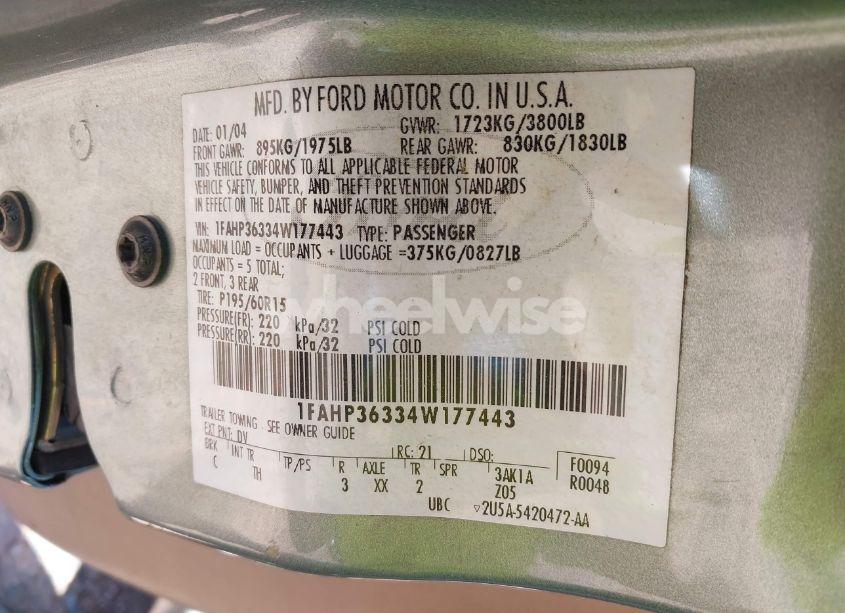 MFD. BY FORD MOTOR CO. IN U.S.A.
DATE: 01/04 GVWR: 1723KG/3800LB
FRONT GAWR: 895KG/1975LB REAR GAWR: 830KG/1830LB
THIS VEHICLE CONFORMS TO ALL APPLICABLE FEDERAL MOTOR
VEHICLE SAFETY, BUMPER, AND THEFT PREVENTION STANDARDS
IN EFFECT ON THE DATE OF MANUFACTURE SHOWN ABOVE.
VIN: 1FAHP36334W177443 TYPE: PASSENGER
MAXIMUM LOAD = OCCUPANTS + LUGGAGE =375KG/0827LB
OCCUPANTS = 5 TOTAL;
2 FRONT, 3 REAR
TIRE: P195/60R15
PRESSURE(FR): 220 kPa/32 PSI COLD
PRESSURE(RR): 220 kPa/32 PSI COLD
wheelwise
1FAHP36334W177443
TRAILER TOWING - SEE OWNER GUIDE
EXT PNT: DV RC: 21 DSO:
BRK INT TR TP/PS R AXLE TR SPR 3AK1A F0094
C TH 3 XX 2 Z05 R0048
UBC ▽2U5A-5420472-AA